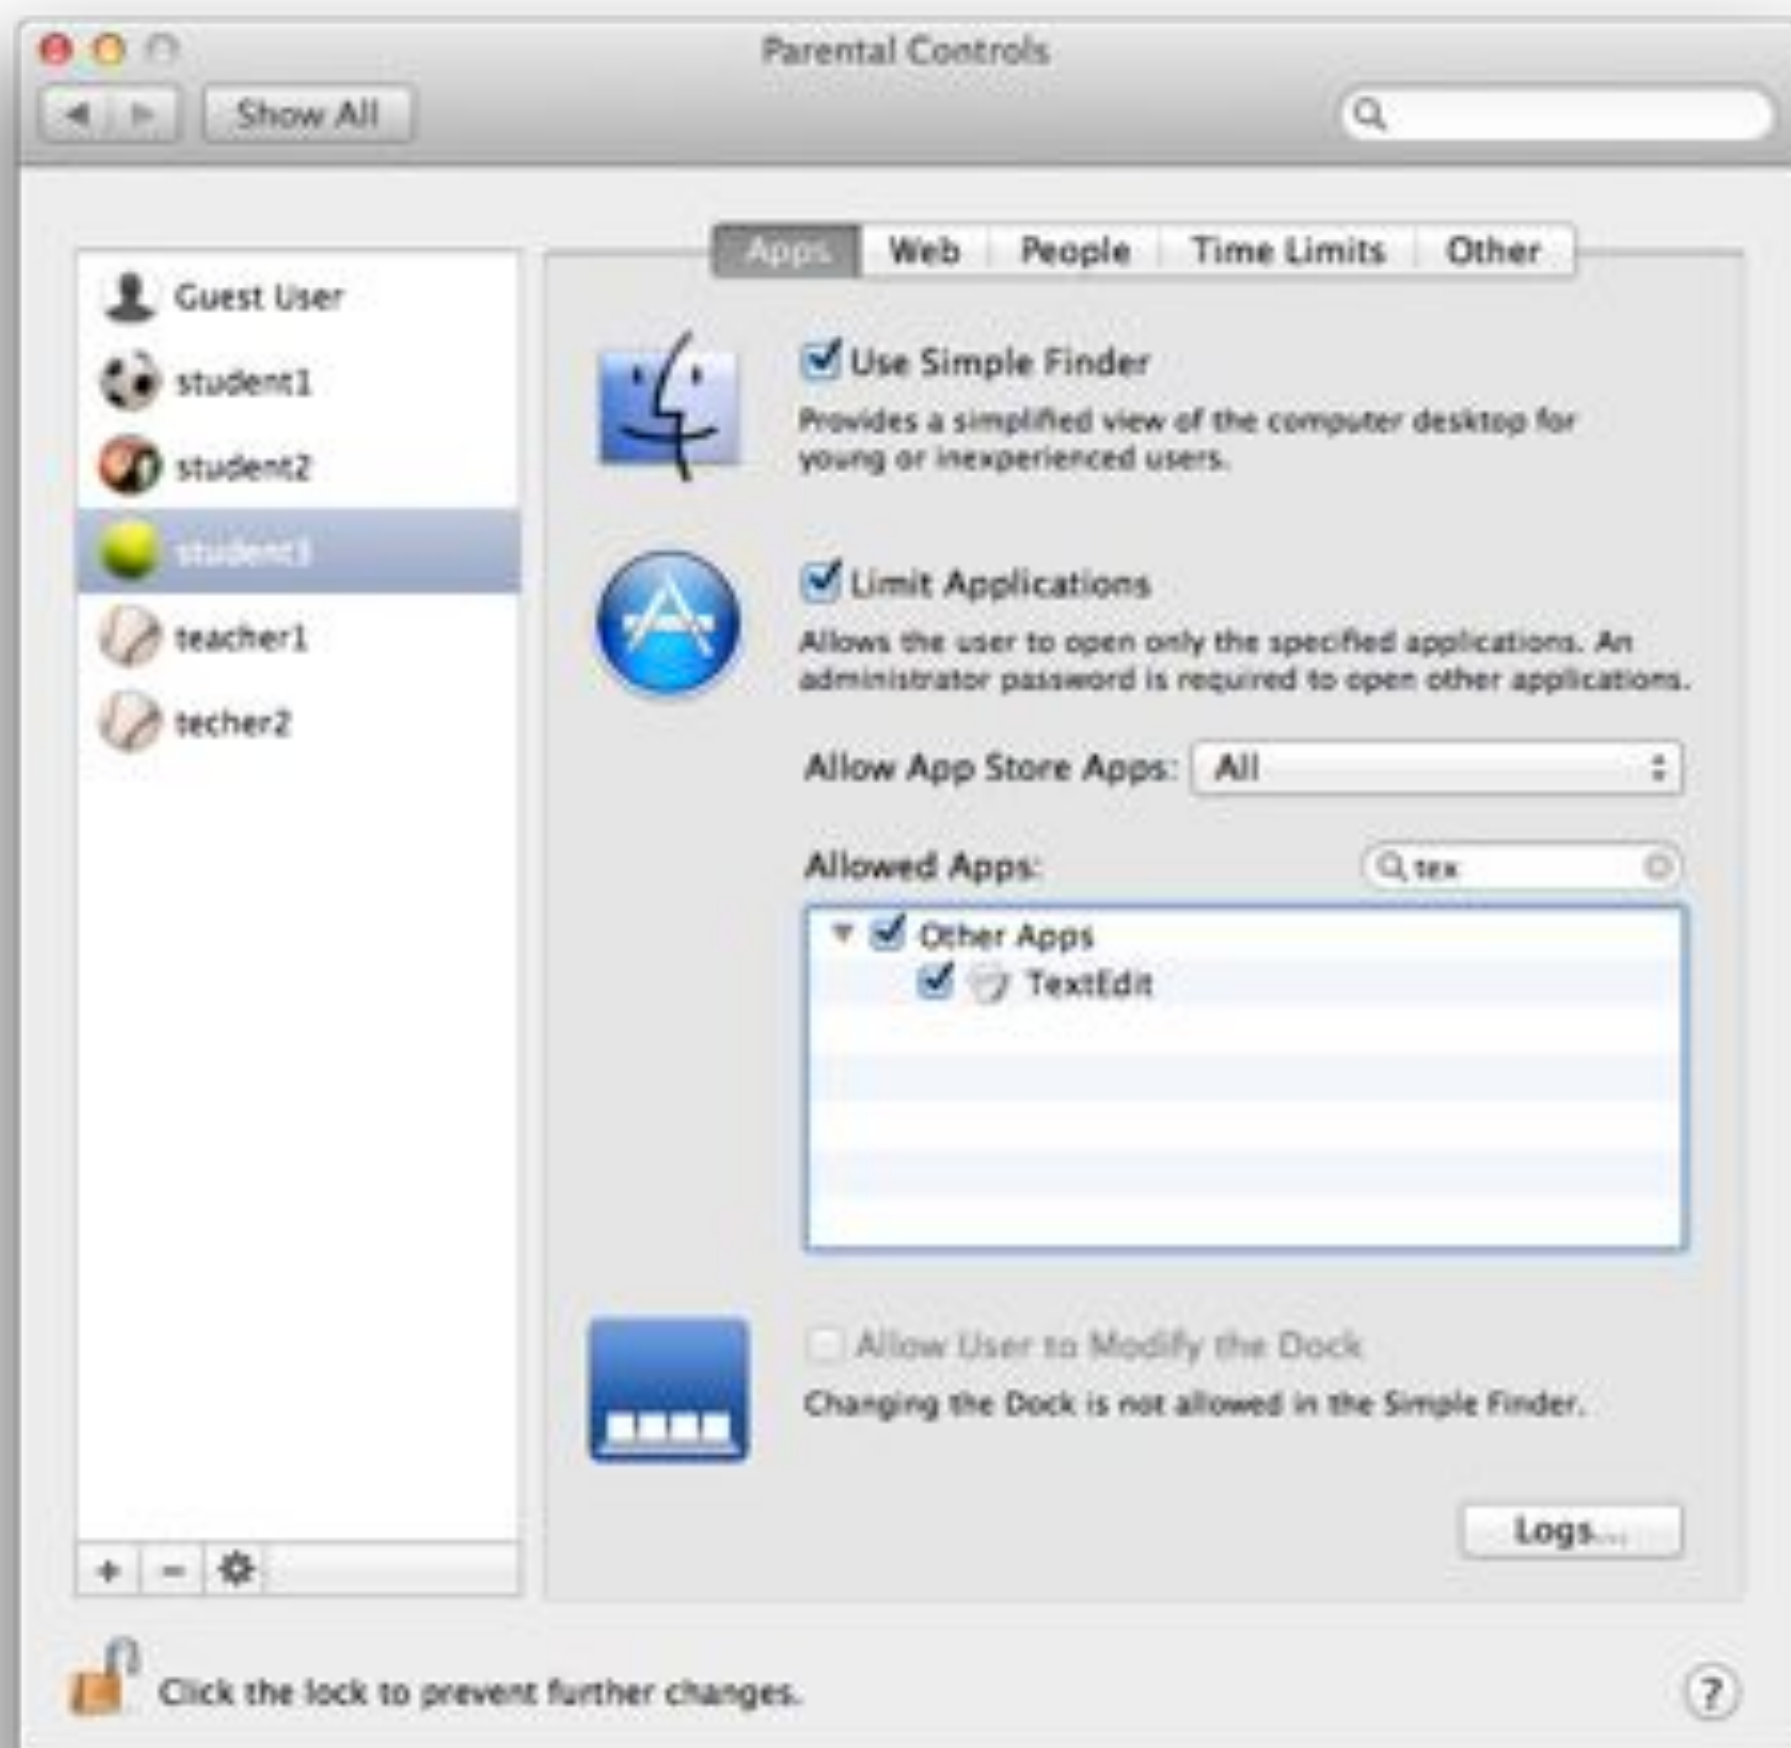 Parental Controls
Show All
Guest User
student1
student2
student3
teacher1
techer2
Apps Web People Time Limits Other
Use Simple Finder
Provides a simplified view of the computer desktop for
young or inexperienced users.
Limit Applications
Allows the user to open only the specified applications. An
administrator password is required to open other applications.
Allow App Store Apps: All
Allowed Apps: tex
Other Apps
TextEdit
Allow User to Modify the Dock
Changing the Dock is not allowed in the Simple Finder.
Logs...
Click the lock to prevent further changes.
?